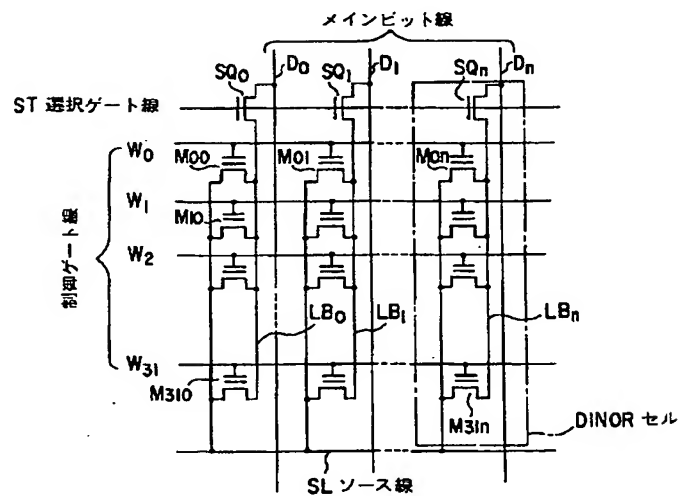 メインビット線
D0 D1 Dn
SQ0 SQ1 SQn
ST 選択ゲート線
W0
M00 M01 M0n
W1
M10
W2
制御ゲート線
LB0 LB1 LBn
W31
M310
M31n
DINOR セル
SL ソース線